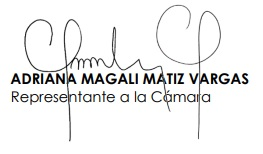 ADRIANA MAGALI MATIZ VARGAS
Representante a la Cámara